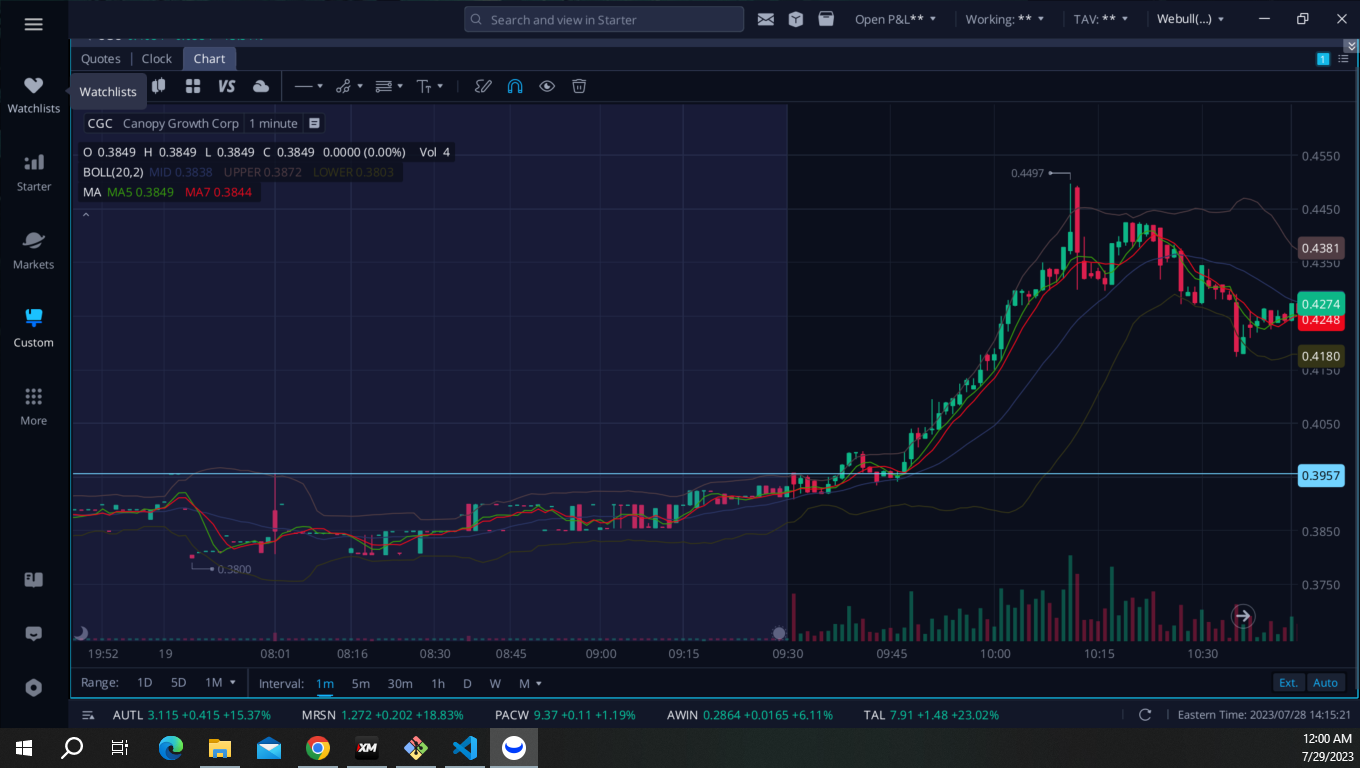 Search and view in Starter
Open P&L**
Working: **
TAV: **
Webull(...)
Quotes
Clock
Chart
1
Watchlists
Watchlists
VS
CGC Canopy Growth Corp 1 minute
O 0.3849 H 0.3849 L 0.3849 C 0.3849 0.0000 (0.00%) Vol 4
BOLL(20,2) MID 0.3838 UPPER 0.3872 LOWER 0.3803
MA MA5 0.3849 MA7 0.3844
Starter
Markets
Custom
More
0.4497
0.3800
0.4550
0.4450
0.4381
0.4350
0.4274
0.4248
0.4180
0.4150
0.4050
0.3957
0.3850
0.3750
19:52 19 08:01 08:16 08:30 08:45 09:00 09:15 09:30 09:45 10:00 10:15 10:30
Range: 1D 5D 1M
Interval: 1m 5m 30m 1h D W M
Ext. Auto
AUTL 3.115 +0.415 +15.37%
MRSN 1.272 +0.202 +18.83%
PACW 9.37 +0.11 +1.19%
AWIN 0.2864 +0.0165 +6.11%
TAL 7.91 +1.48 +23.02%
Eastern Time: 2023/07/28 14:15:21
XM
12:00 AM
7/29/2023